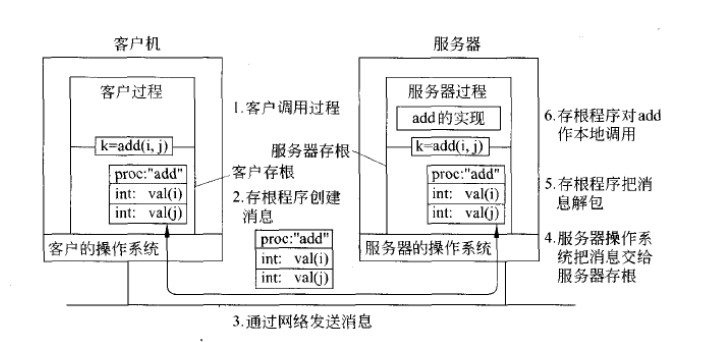 客户机
服务器
客户过程
服务器过程
1.客户调用过程
add的实现
6.存根程序对add
作本地调用
k=add(i, j)
服务器存根
k=add(i, j)
客户存根
proc:"add"
int: val(i)
int: val(j)
2.存根程序创建
消息
proc:"add"
int: val(i)
int: val(j)
5.存根程序把消
息解包
proc:"add"
int: val(i)
int: val(j)
客户的操作系统
服务器的操作系统
4.服务器操作系
统把消息交给
服务器存根
3.通过网络发送消息